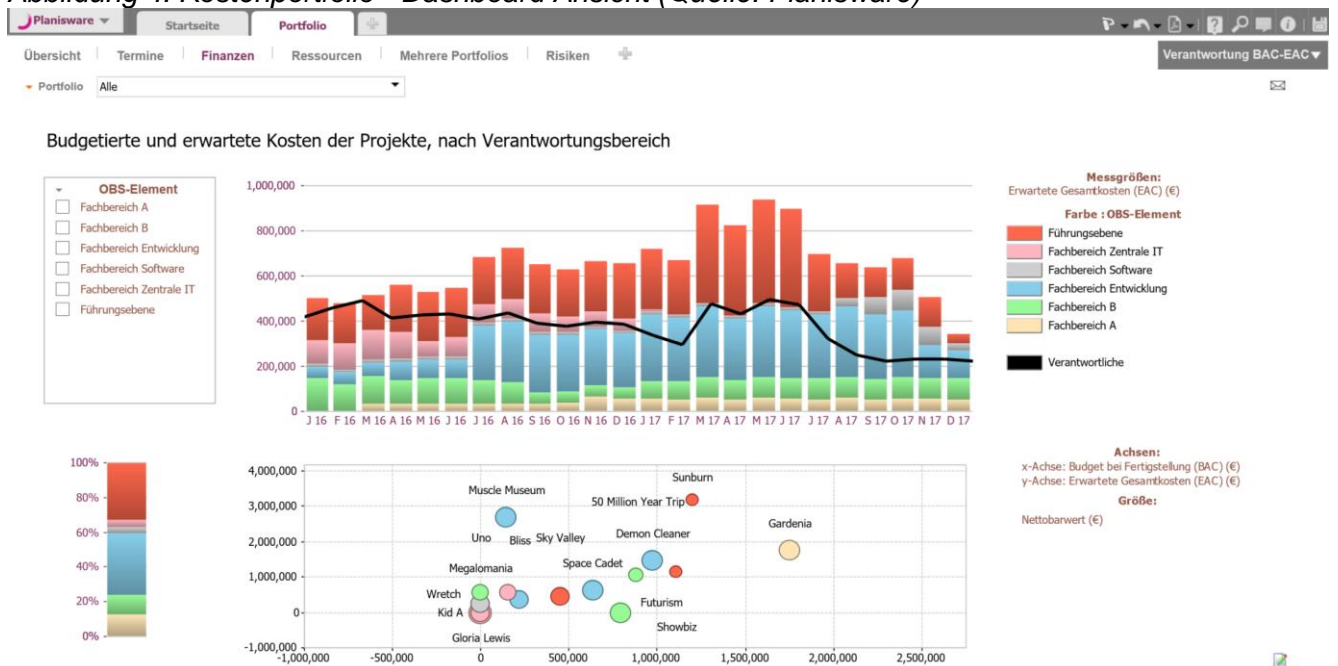 Abbildung 4: Kostenportfolio - Dashboard-Ansicht (Quelle: Planisware)
Planisware
Startseite
Portfolio
Übersicht
Termine
Finanzen
Ressourcen
Mehrere Portfolios
Risiken
Verantwortung BAC-EAC
Portfolio
Alle
Budgetierte und erwartete Kosten der Projekte, nach Verantwortungsbereich
OBS-Element
Fachbereich A
Fachbereich B
Fachbereich Entwicklung
Fachbereich Software
Fachbereich Zentrale IT
Führungsebene
1,000,000
800,000
600,000
400,000
200,000
0
J 16 F 16 M 16 A 16 M 16 J 16 J 16 A 16 S 16 O 16 N 16 D 16 J 17 F 17 M 17 A 17 M 17 J 17 J 17 A 17 S 17 O 17 N 17 D 17
Messgrößen:
Erwartete Gesamtkosten (EAC) (€)
Farbe : OBS-Element
Führungsebene
Fachbereich Zentrale IT
Fachbereich Software
Fachbereich Entwicklung
Fachbereich B
Fachbereich A
Verantwortliche
100%
80%
60%
40%
20%
0%
4,000,000
3,000,000
2,000,000
1,000,000
0
-1,000,000
Sunburn
Muscle Museum
50 Million Year Trip
Gardenia
Uno
Bliss
Sky Valley
Demon Cleaner
Megalomania
Space Cadet
Wretch
Kid A
Futurism
Gloria Lewis
Showbiz
-1,000,000
-500,000
0
500,000
1,000,000
1,500,000
2,000,000
2,500,000
Achsen:
x-Achse: Budget bei Fertigstellung (BAC) (€)
y-Achse: Erwartete Gesamtkosten (EAC) (€)
Größe:
Nettobarwert (€)